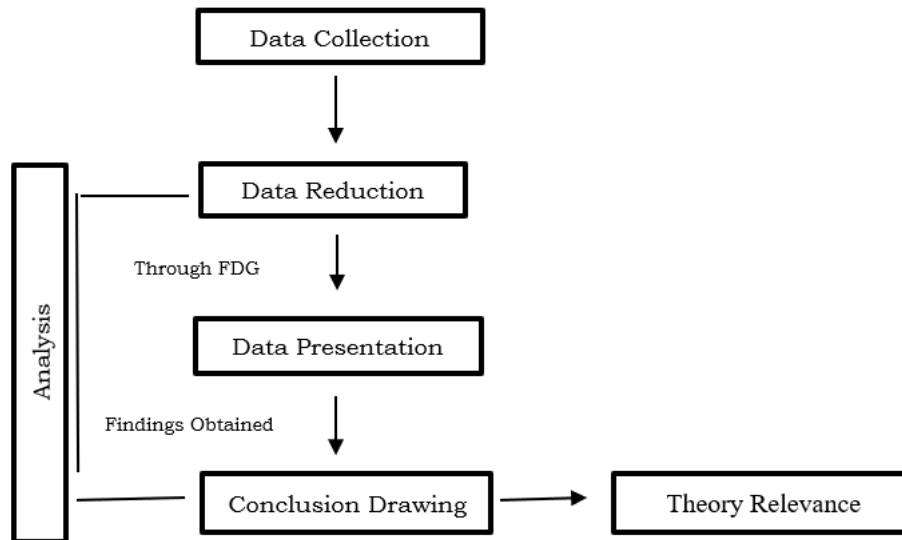 Data Collection
Data Reduction
Through FDG
Analysis
Data Presentation
Findings Obtained
Conclusion Drawing
Theory Relevance